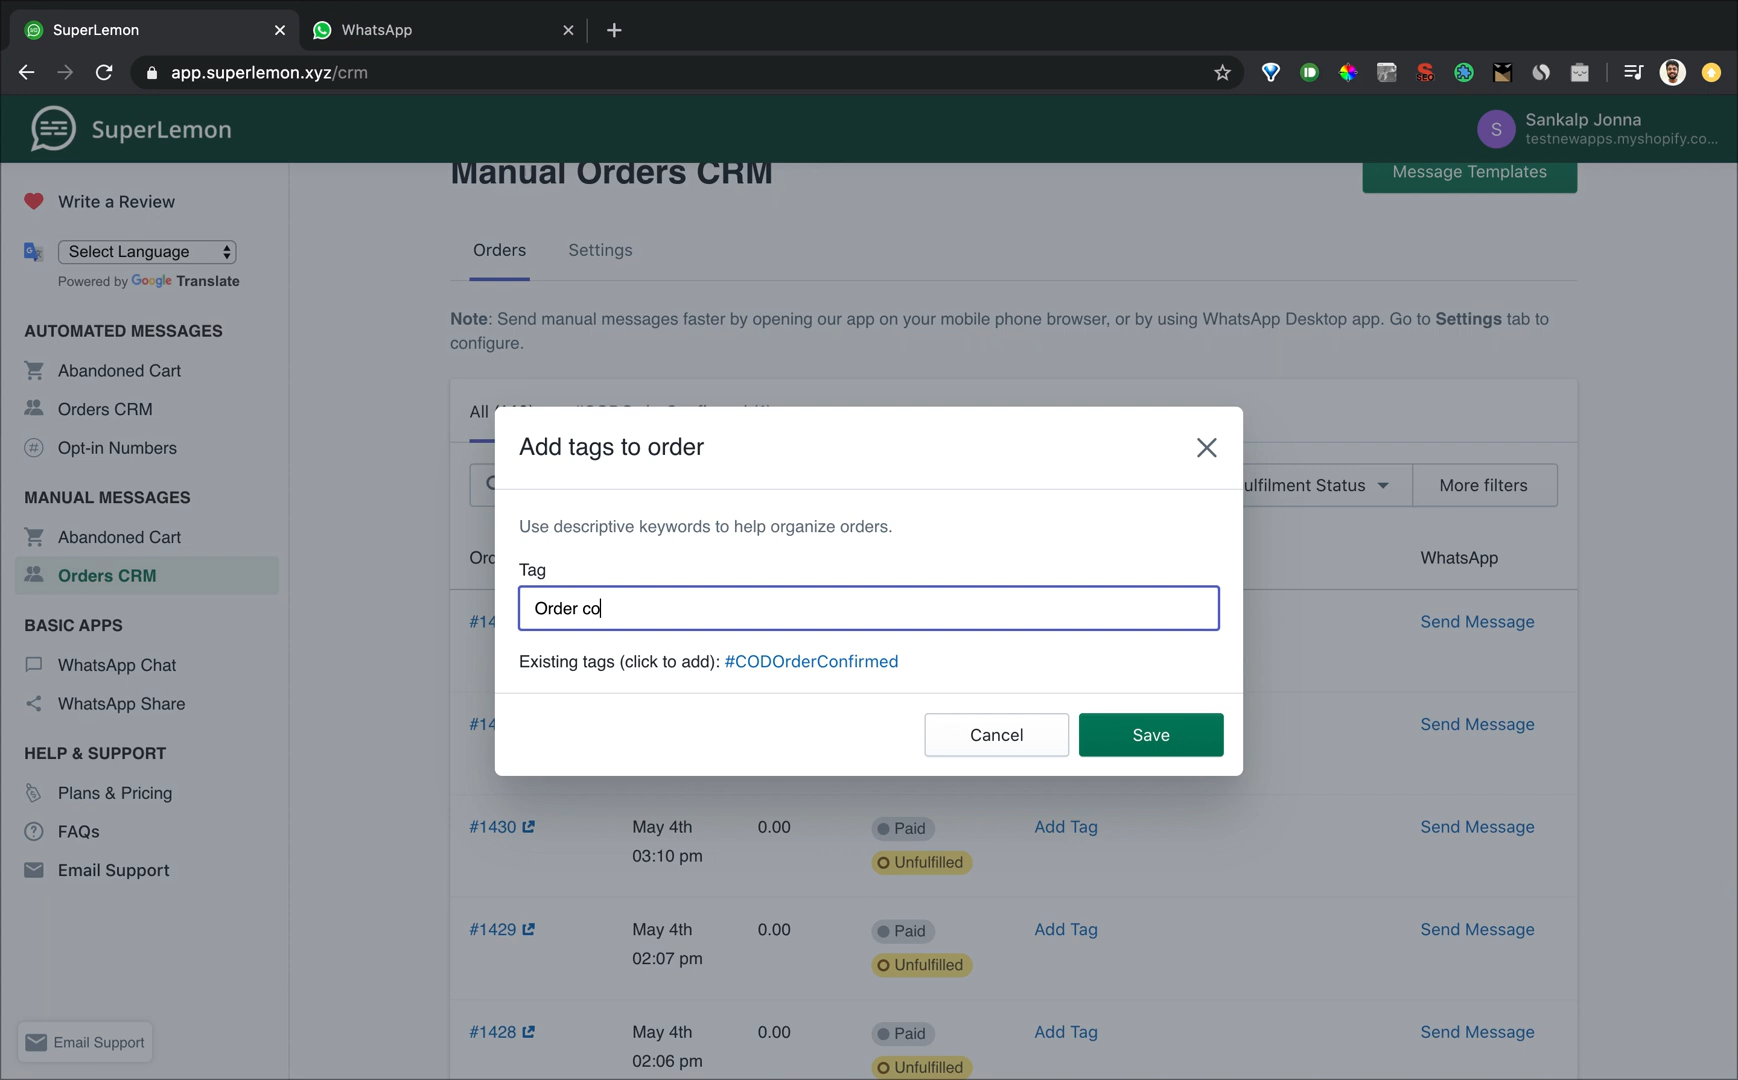 SuperLemon
WhatsApp
app.superlemon.xyz/crm
SEO
SuperLemon
S
Sankalp Jonna
testnewapps.myshopify.co...
Write a Review
Select Language
Powered by Google Translate
AUTOMATED MESSAGES
Abandoned Cart
Orders CRM
Opt-in Numbers
MANUAL MESSAGES
Abandoned Cart
Orders CRM
BASIC APPS
WhatsApp Chat
WhatsApp Share
HELP & SUPPORT
Plans & Pricing
FAQs
Email Support
Email Support
Manual Orders CRM
Message Templates
Orders
Settings
Note: Send manual messages faster by opening our app on your mobile phone browser, or by using WhatsApp Desktop app. Go to Settings tab to
configure.
All
ulfilment Status
More filters
Ord
WhatsApp
#14
Send Message
#14
Send Message
Add tags to order
Use descriptive keywords to help organize orders.
Tag
Order co
Existing tags (click to add): #CODOrderConfirmed
Cancel
Save
#1430 May 4th 0.00 Paid Add Tag Send Message
03:10 pm Unfulfilled
#1429 May 4th 0.00 Paid Add Tag Send Message
02:07 pm Unfulfilled
#1428 May 4th 0.00 Paid Add Tag Send Message
02:06 pm Unfulfilled